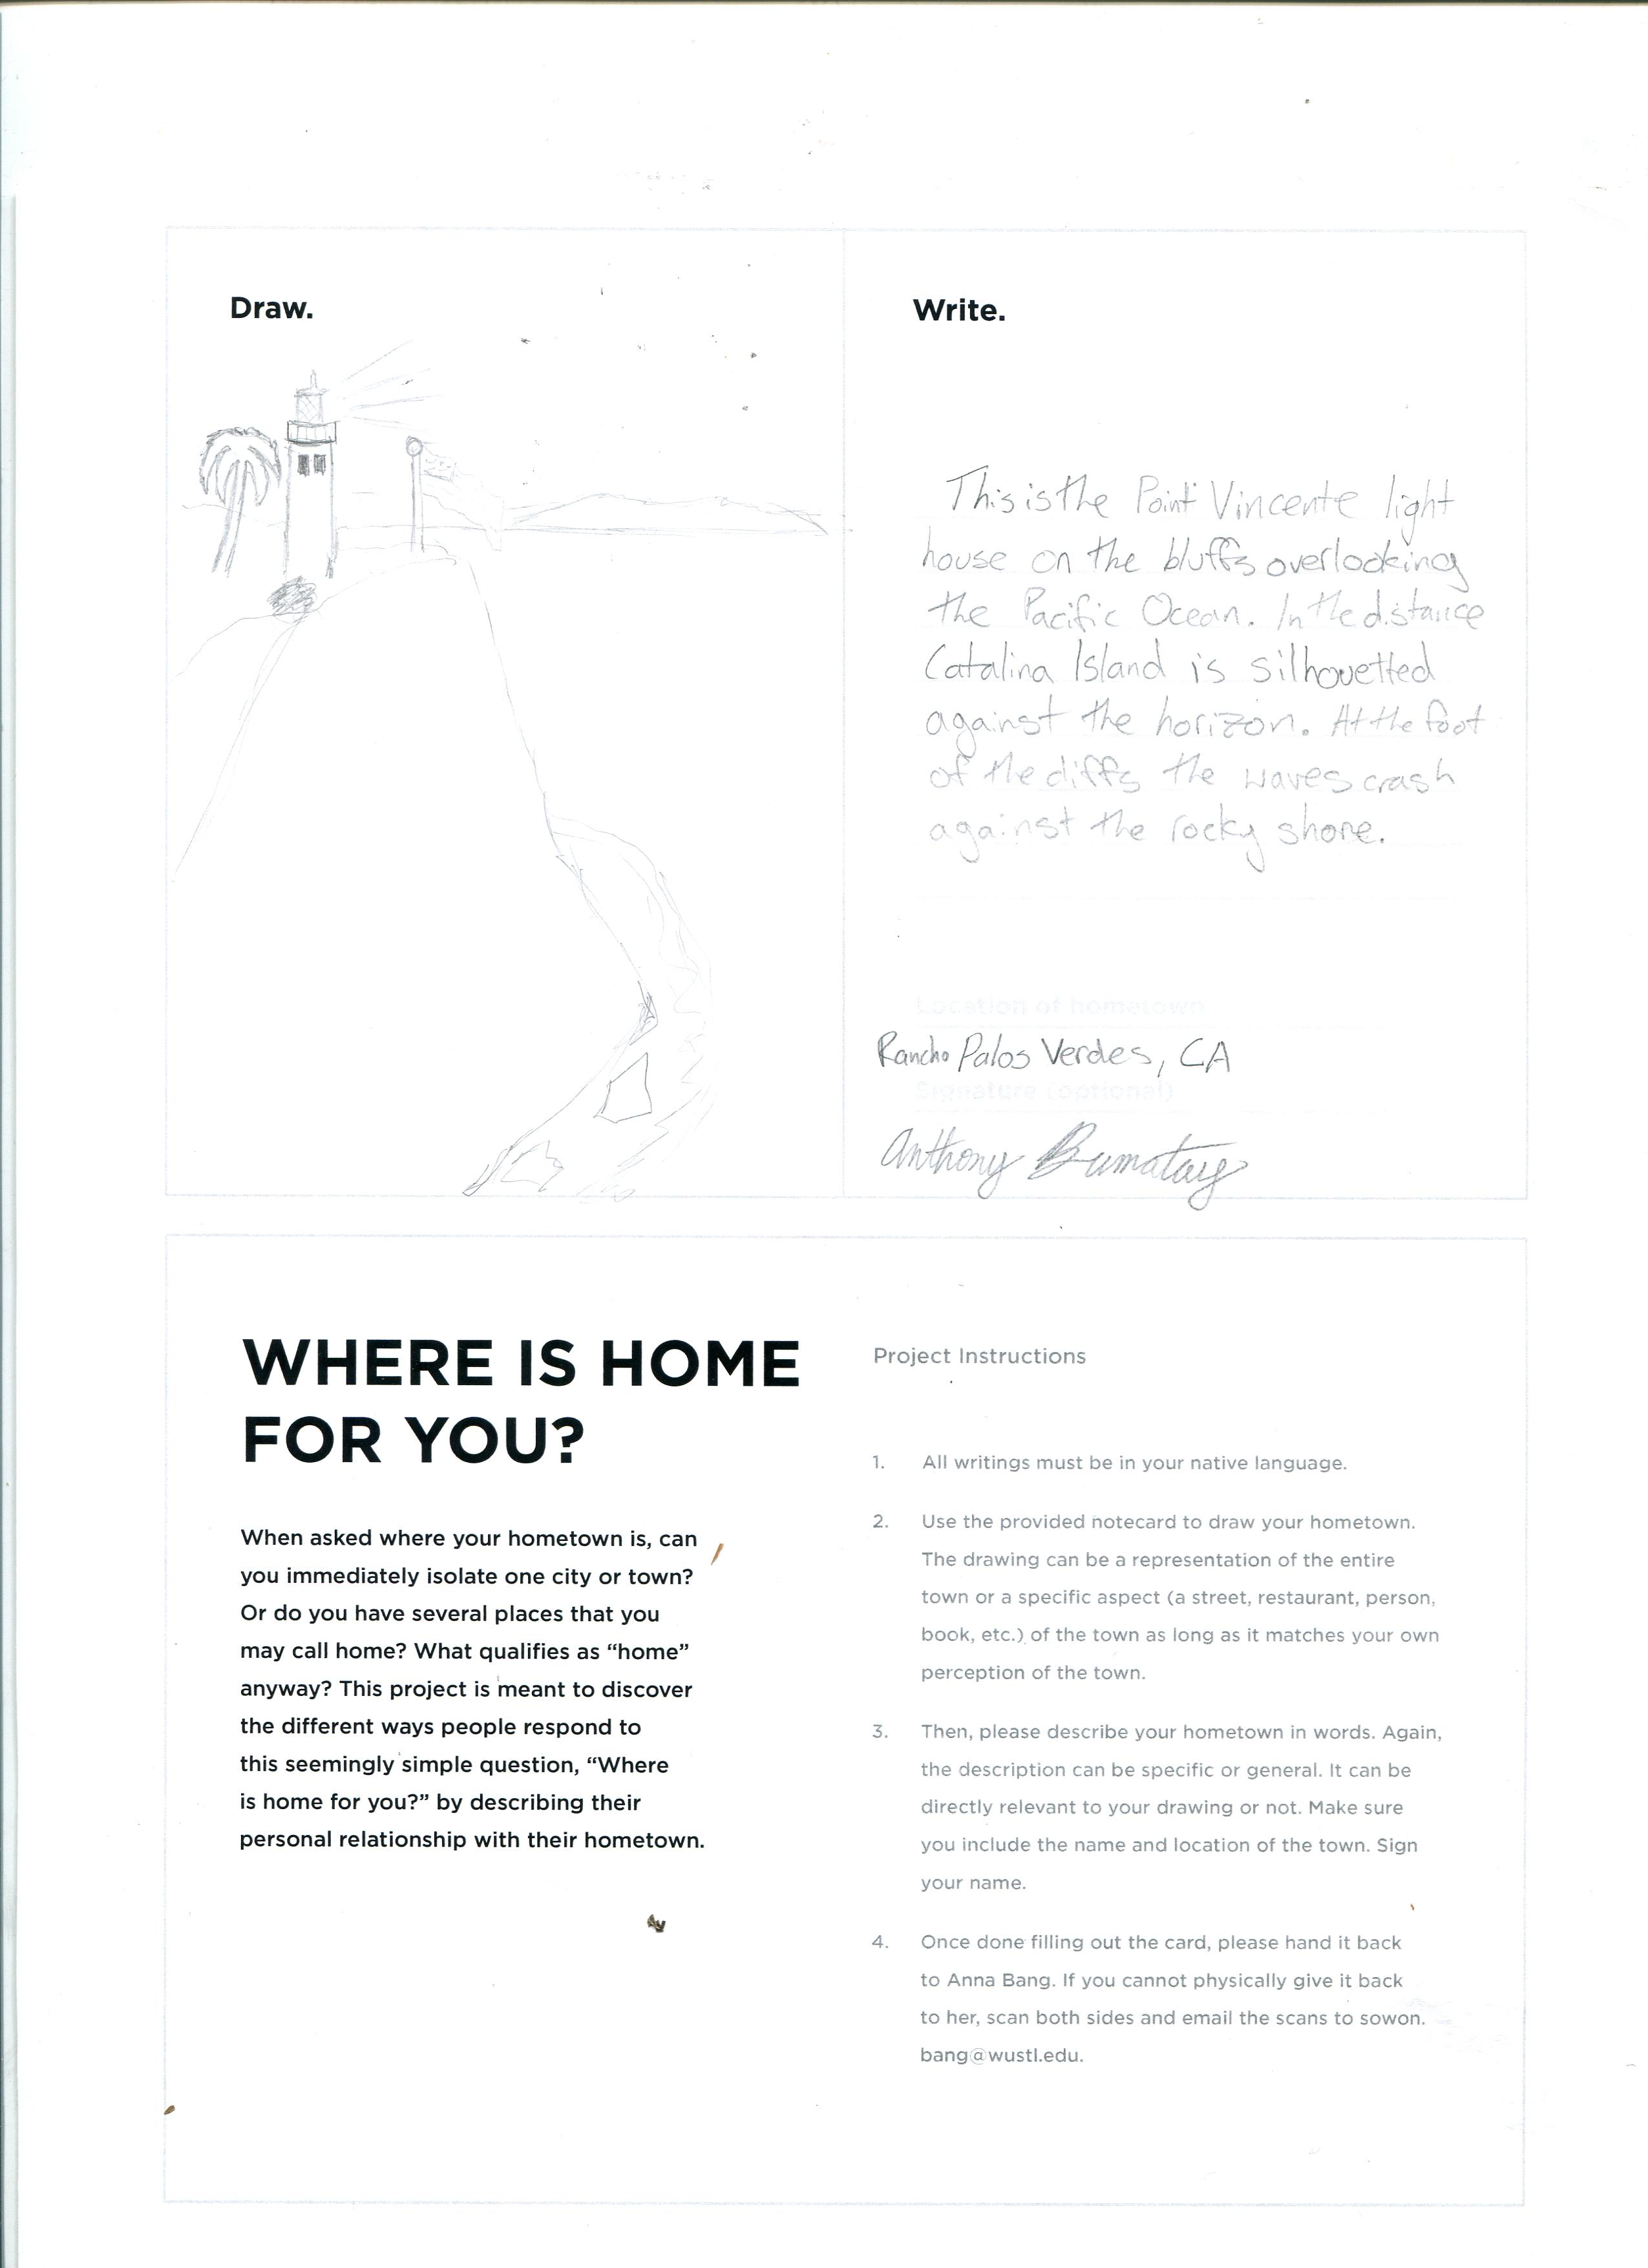 Draw.
Write.
This is the Point Vincente light
house on the bluffs overlooking
the Pacific Ocean. In the distance
Catalina Island is silhouetted
against the horizon. At the foot
of the cliffs the waves crash
against the rocky shore.
Location of hometown
Rancho Palos Verdes, CA
Signature (optional)
Anthony Bumatay
WHERE IS HOME
FOR YOU?
When asked where your hometown is, can
you immediately isolate one city or town?
Or do you have several places that you
may call home? What qualifies as “home”
anyway? This project is meant to discover
the different ways people respond to
this seemingly simple question, “Where
is home for you?” by describing their
personal relationship with their hometown.
Project Instructions
1. All writings must be in your native language.
2. Use the provided notecard to draw your hometown.
The drawing can be a representation of the entire
town or a specific aspect (a street, restaurant, person,
book, etc.) of the town as long as it matches your own
perception of the town.
3. Then, please describe your hometown in words. Again,
the description can be specific or general. It can be
directly relevant to your drawing or not. Make sure
you include the name and location of the town. Sign
your name.
4. Once done filling out the card, please hand it back
to Anna Bang. If you cannot physically give it back
to her, scan both sides and email the scans to sowon.
bang@wustl.edu.